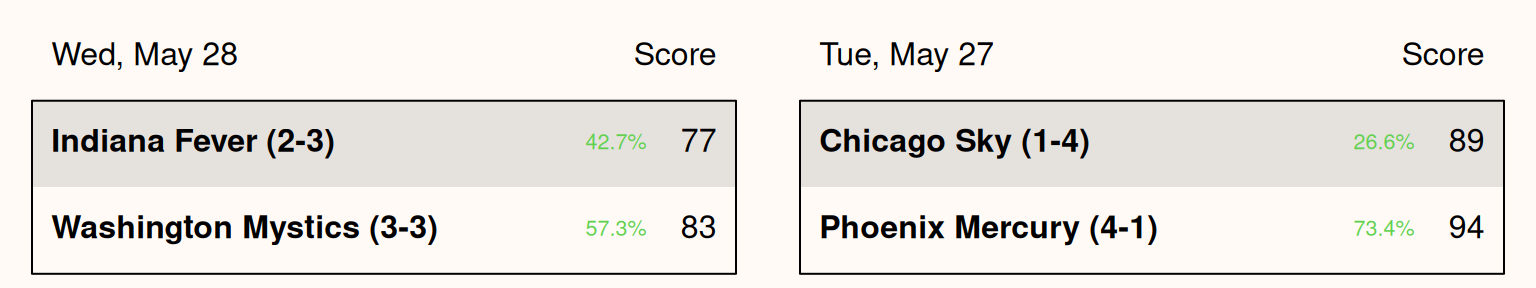 Wed, May 28 Score
Indiana Fever (2-3) 42.7% 77
Washington Mystics (3-3) 57.3% 83
Tue, May 27 Score
Chicago Sky (1-4) 26.6% 89
Phoenix Mercury (4-1) 73.4% 94